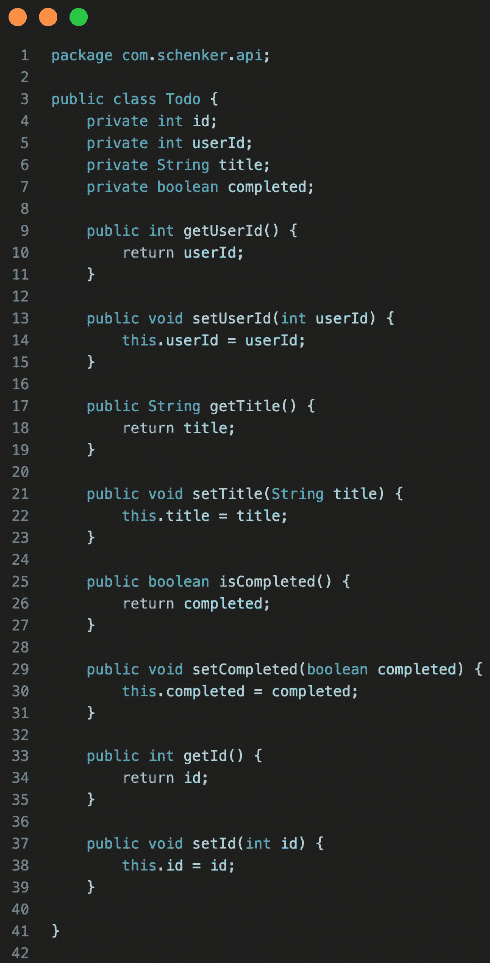 1 package com.schenker.api;
2
3 public class Todo {
4     private int id;
5     private int userId;
6     private String title;
7     private boolean completed;
8
9     public int getUserId() {
10         return userId;
11     }
12
13     public void setUserId(int userId) {
14         this.userId = userId;
15     }
16
17     public String getTitle() {
18         return title;
19     }
20
21     public void setTitle(String title) {
22         this.title = title;
23     }
24
25     public boolean isCompleted() {
26         return completed;
27     }
28
29     public void setCompleted(boolean completed) {
30         this.completed = completed;
31     }
32
33     public int getId() {
34         return id;
35     }
36
37     public void setId(int id) {
38         this.id = id;
39     }
40
41 }
42